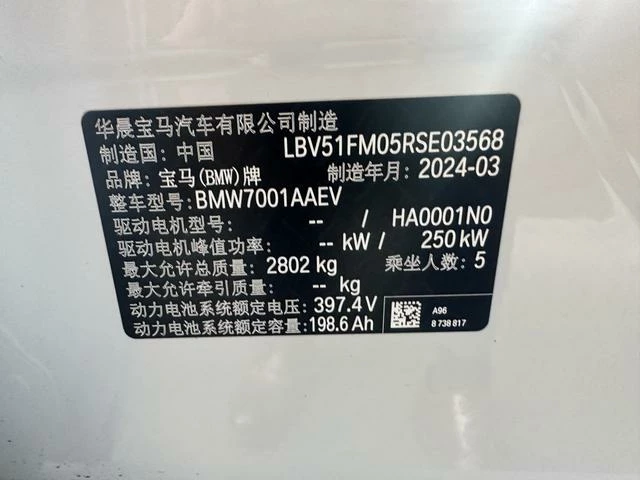 华晨宝马汽车有限公司制造
制造国: 中国 LBV51FM05RSE03568
品牌: 宝马(BMW)牌 制造年月: 2024-03
整车型号: BMW7001AAEV
驱动电机型号: -- / HA0001N0
驱动电机峰值功率: -- kW / 250 kW
最大允许总质量: 2802 kg 乘坐人数: 5
最大允许牵引质量: -- kg
动力电池系统额定电压: 397.4 V
动力电池系统额定容量: 198.6 Ah
A96
8 738 817